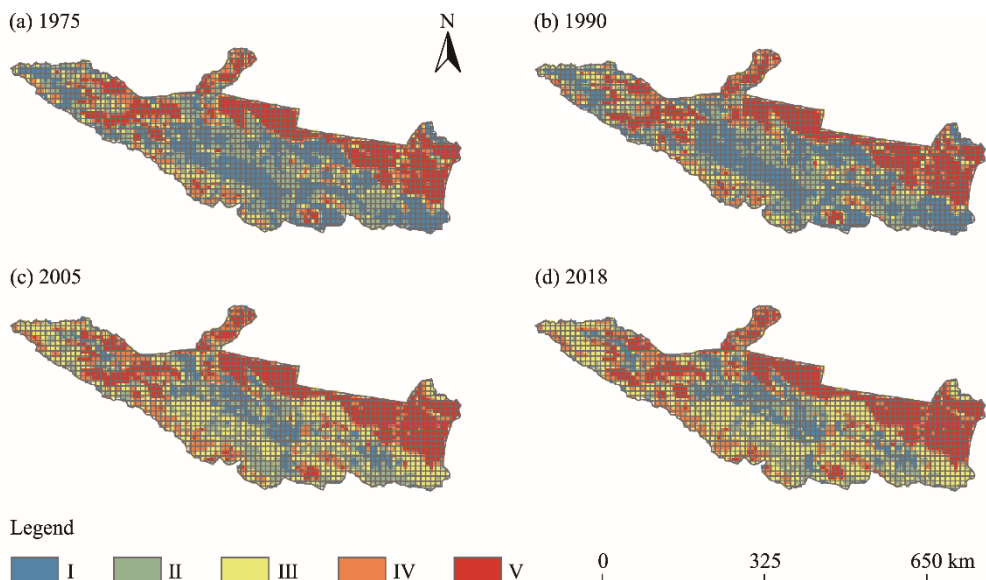 (a) 1975
N
(b) 1990
(c) 2005
(d) 2018
Legend
I II III IV V
0 325 650 km